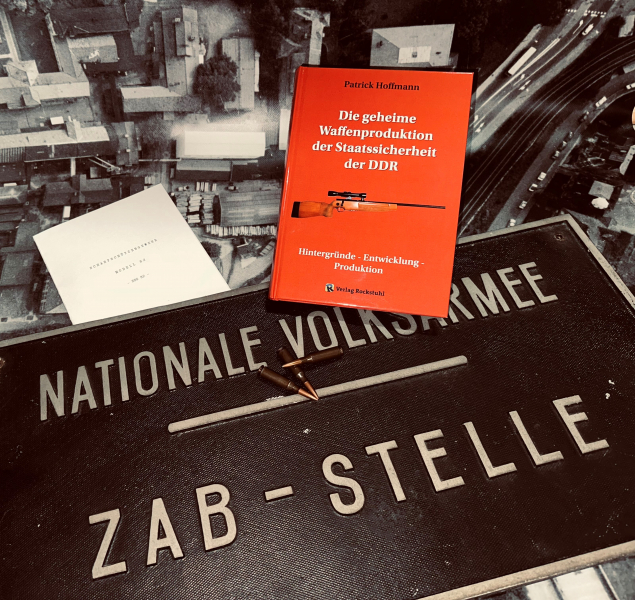 Patrick Hoffmann
Die geheime
Waffenproduktion
der Staatssicherheit
der DDR
Hintergründe - Entwicklung -
Produktion
Verlag Rockstuhl
NATIONALE VOLKSARMEE
ZAB-STELLE